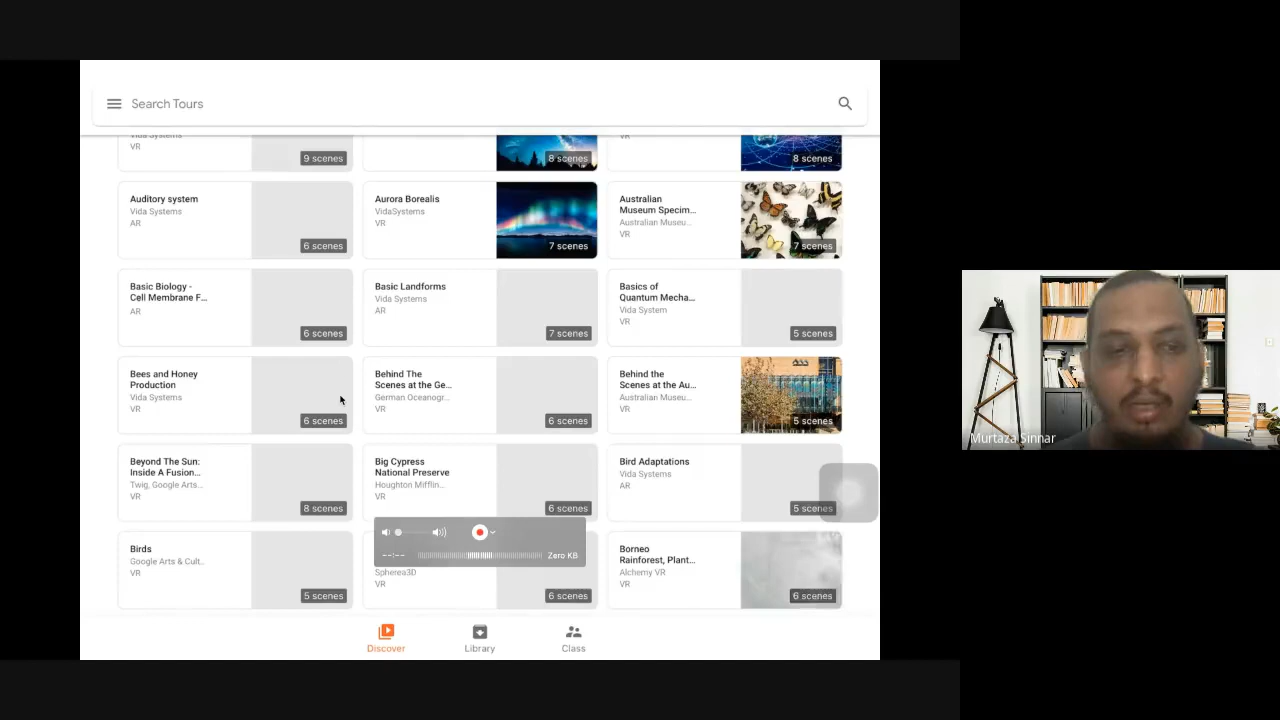 Search Tours
Vida Systems
VR
9 scenes
8 scenes
VR
8 scenes
Auditory system
Vida Systems
AR
6 scenes
Aurora Borealis
VidaSystems
VR
7 scenes
Australian
Museum Specim...
Australian Museu...
VR
7 scenes
Basic Biology -
Cell Membrane F...
AR
6 scenes
Basic Landforms
Vida Systems
AR
7 scenes
Basics of
Quantum Mecha...
Vida System
VR
5 scenes
Bees and Honey
Production
Vida Systems
VR
6 scenes
Behind The
Scenes at the Ge...
German Oceanogr...
VR
6 scenes
Behind the
Scenes at the Au...
Australian Museu...
VR
5 scenes
Beyond The Sun:
Inside A Fusion...
Twig, Google Arts...
VR
8 scenes
Big Cypress
National Preserve
Houghton Mifflin...
VR
6 scenes
Bird Adaptations
Vida Systems
AR
5 scenes
Birds
Google Arts & Cult...
VR
5 scenes
--:--
Zero KB
Spherea3D
VR
6 scenes
Borneo
Rainforest, Plant...
Alchemy VR
VR
6 scenes
Discover
Library
Class
Murtaza Sinnar